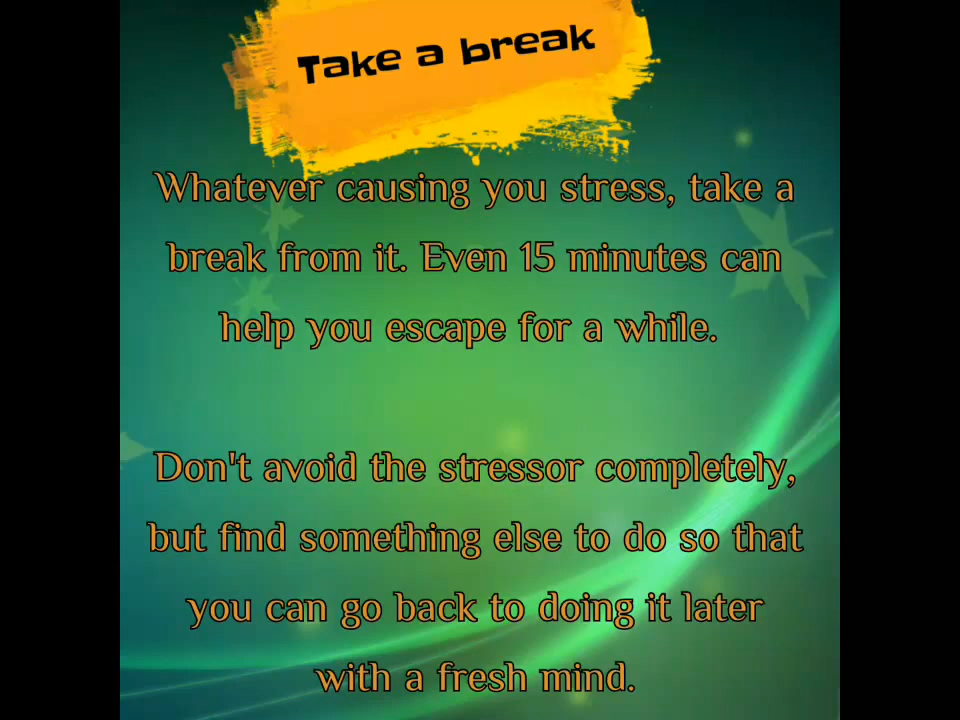 Take a break
Whatever causing you stress, take a
break from it. Even 15 minutes can
help you escape for a while.
Don't avoid the stressor completely,
but find something else to do so that
you can go back to doing it later
with a fresh mind.